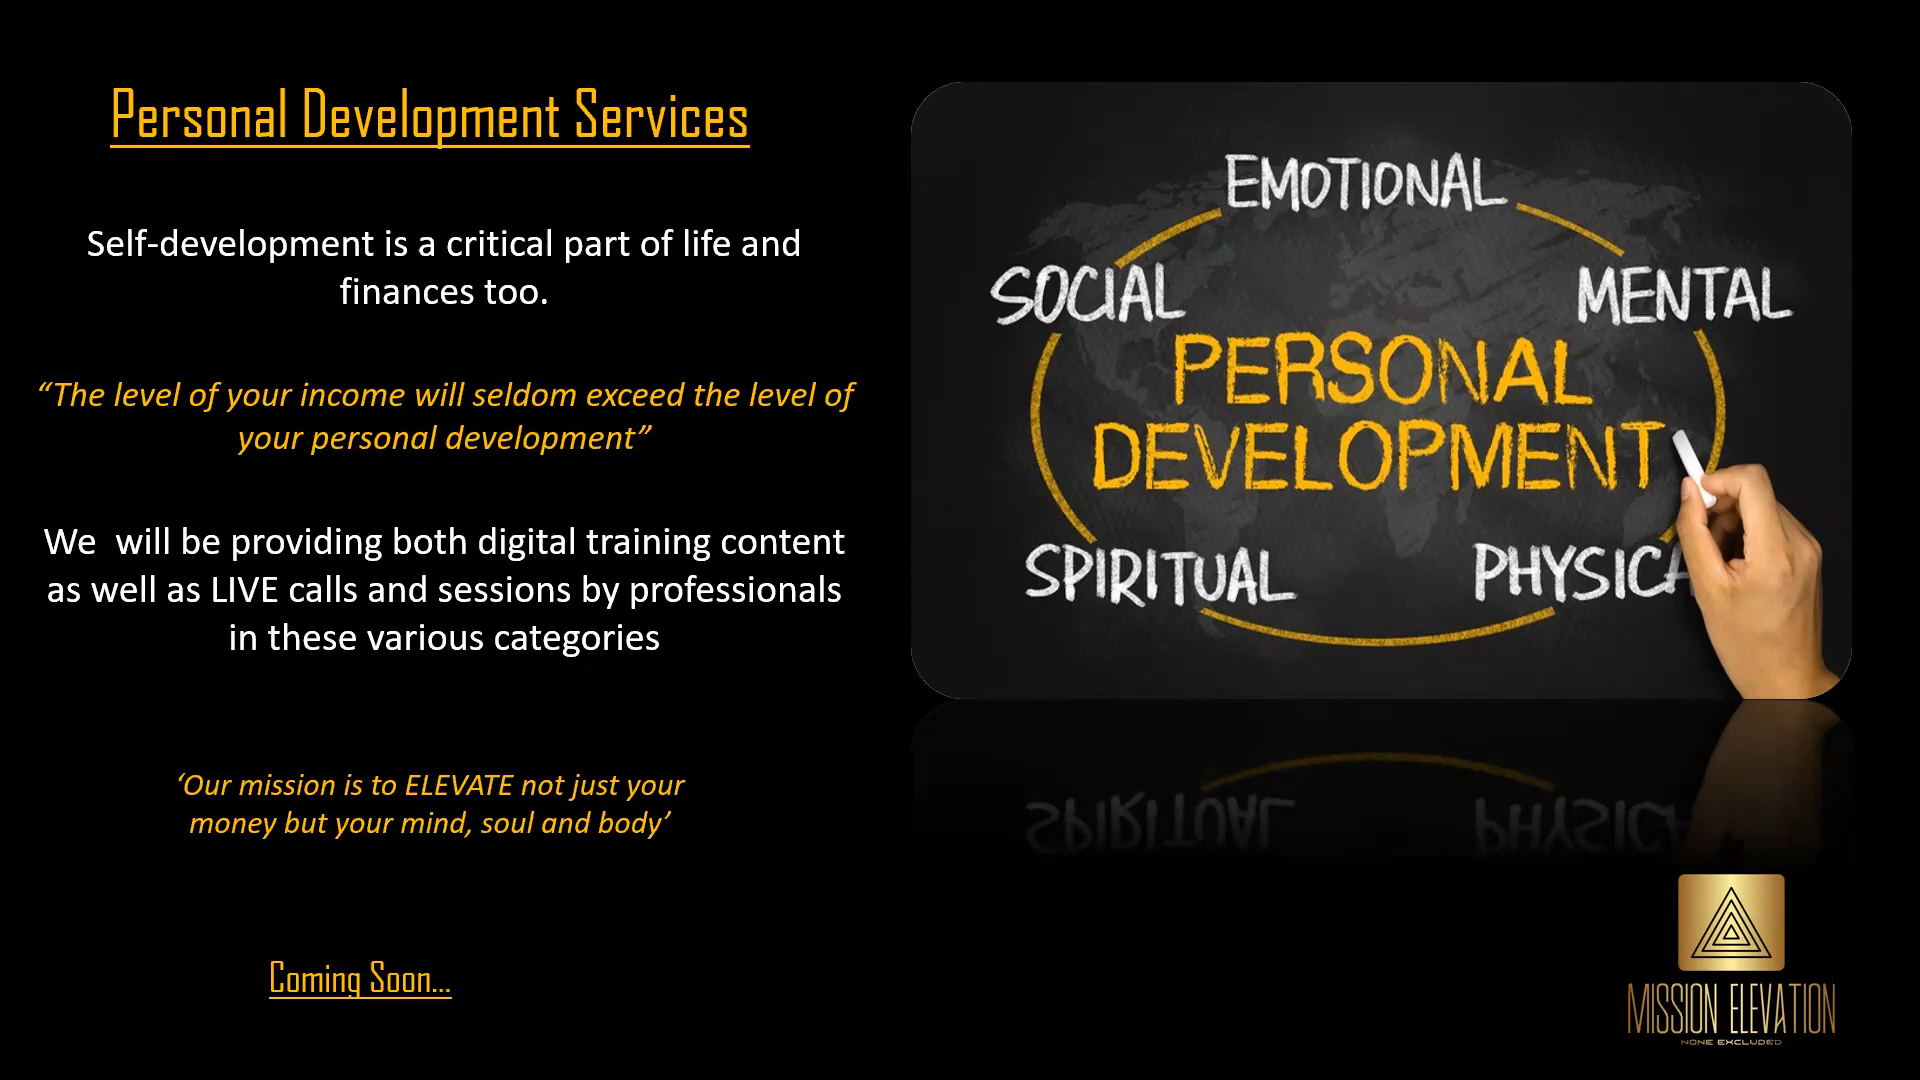 Personal Development Services
Self-development is a critical part of life and
finances too.
“The level of your income will seldom exceed the level of
your personal development”
We  will be providing both digital training content
as well as LIVE calls and sessions by professionals
in these various categories
‘Our mission is to ELEVATE not just your
money but your mind, soul and body’
Coming Soon...
EMOTIONAL
SOCIAL
MENTAL
PERSONAL
DEVELOPMENT
SPIRITUAL
PHYSICA
SPIRITUAL
PHYSICA
MISSION ELEVATION
NONE EXCLUDED